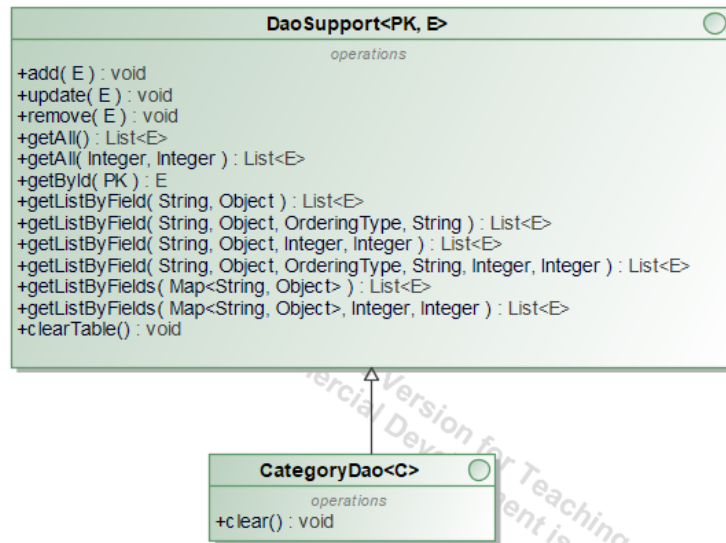 DaoSupport<PK, E>
operations
+add( E ) : void
+update( E ) : void
+remove( E ) : void
+getAll() : List<E>
+getAll( Integer, Integer ) : List<E>
+getById( PK ) : E
+getListByField( String, Object ) : List<E>
+getListByField( String, Object, OrderingType, String ) : List<E>
+getListByField( String, Object, Integer, Integer ) : List<E>
+getListByField( String, Object, OrderingType, String, Integer, Integer ) : List<E>
+getListByFields( Map<String, Object> ) : List<E>
+getListByFields( Map<String, Object>, Integer, Integer ) : List<E>
+clearTable() : void
Version for Teaching
CategoryDao<C>
operations
+clear() : void